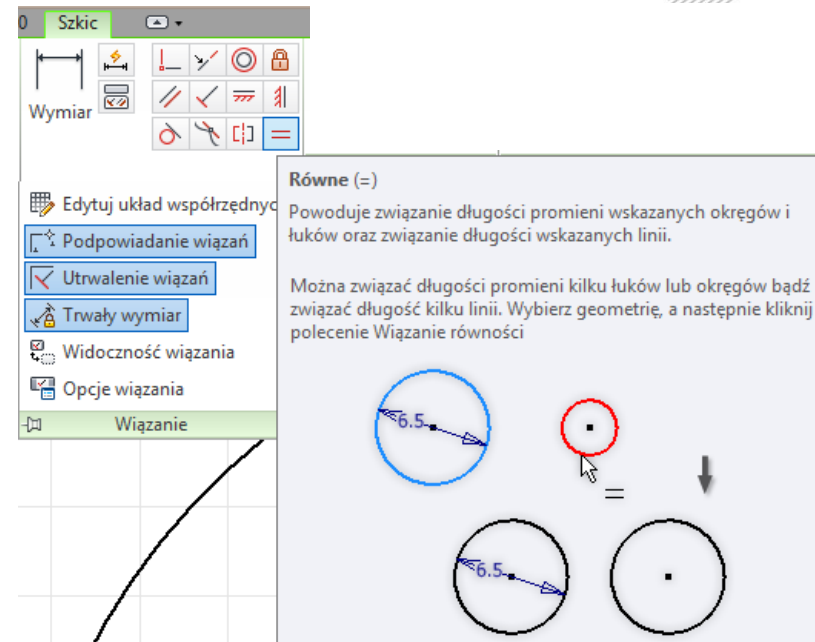 0 Szkic
Wymiar
Edytuj układ współrzędnyc
Podpowiadanie wiązań
Utrwalenie wiązań
Trwały wymiar
Widoczność wiązania
Opcje wiązania
Wiązanie
Równe (=)
Powoduje związanie długości promieni wskazanych okręgów i
łuków oraz związanie długości wskazanych linii.
Można związać długości promieni kilku łuków lub okręgów bądź
związać długość kilku linii. Wybierz geometrię, a następnie kliknij
polecenie Wiązanie równości
6.5
=
6.5